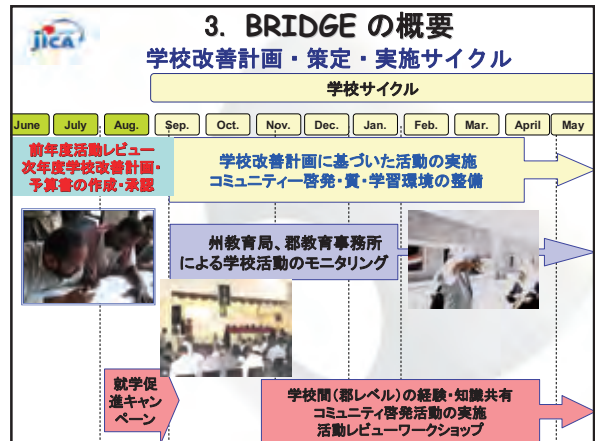 jica
3. BRIDGE の概要
学校改善計画・策定・実施サイクル
学校サイクル
June July Aug. Sep. Oct. Nov. Dec. Jan. Feb. Mar. April May
前年度活動レビュー
次年度学校改善計画・
予算書の作成・承認
学校改善計画に基づいた活動の実施
コミュニティー啓発・質・学習環境の整備
州教育局、郡教育事務所
による学校活動のモニタリング
就学促
進キャン
ペーン
学校間(郡レベル)の経験・知識共有
コミュニティ啓発活動の実施
活動レビューワークショップ